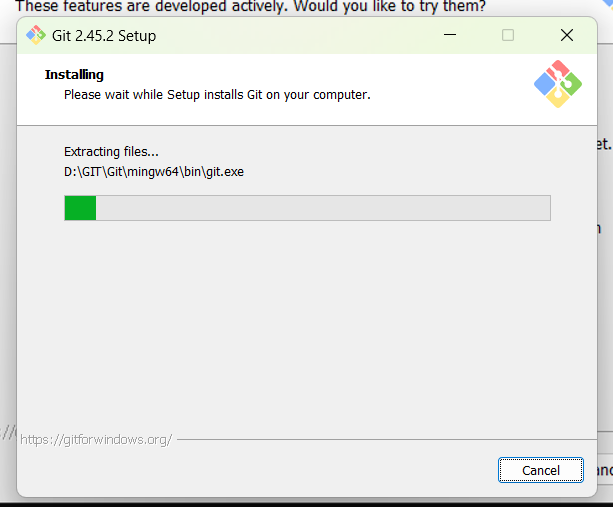 These features are developed actively. Would you like to try them?
Git 2.45.2 Setup
Installing
Please wait while Setup installs Git on your computer.
et.
Extracting files...
D:\GIT\Git\mingw64\bin\git.exe
https://gitforwindows.org/
Cancel